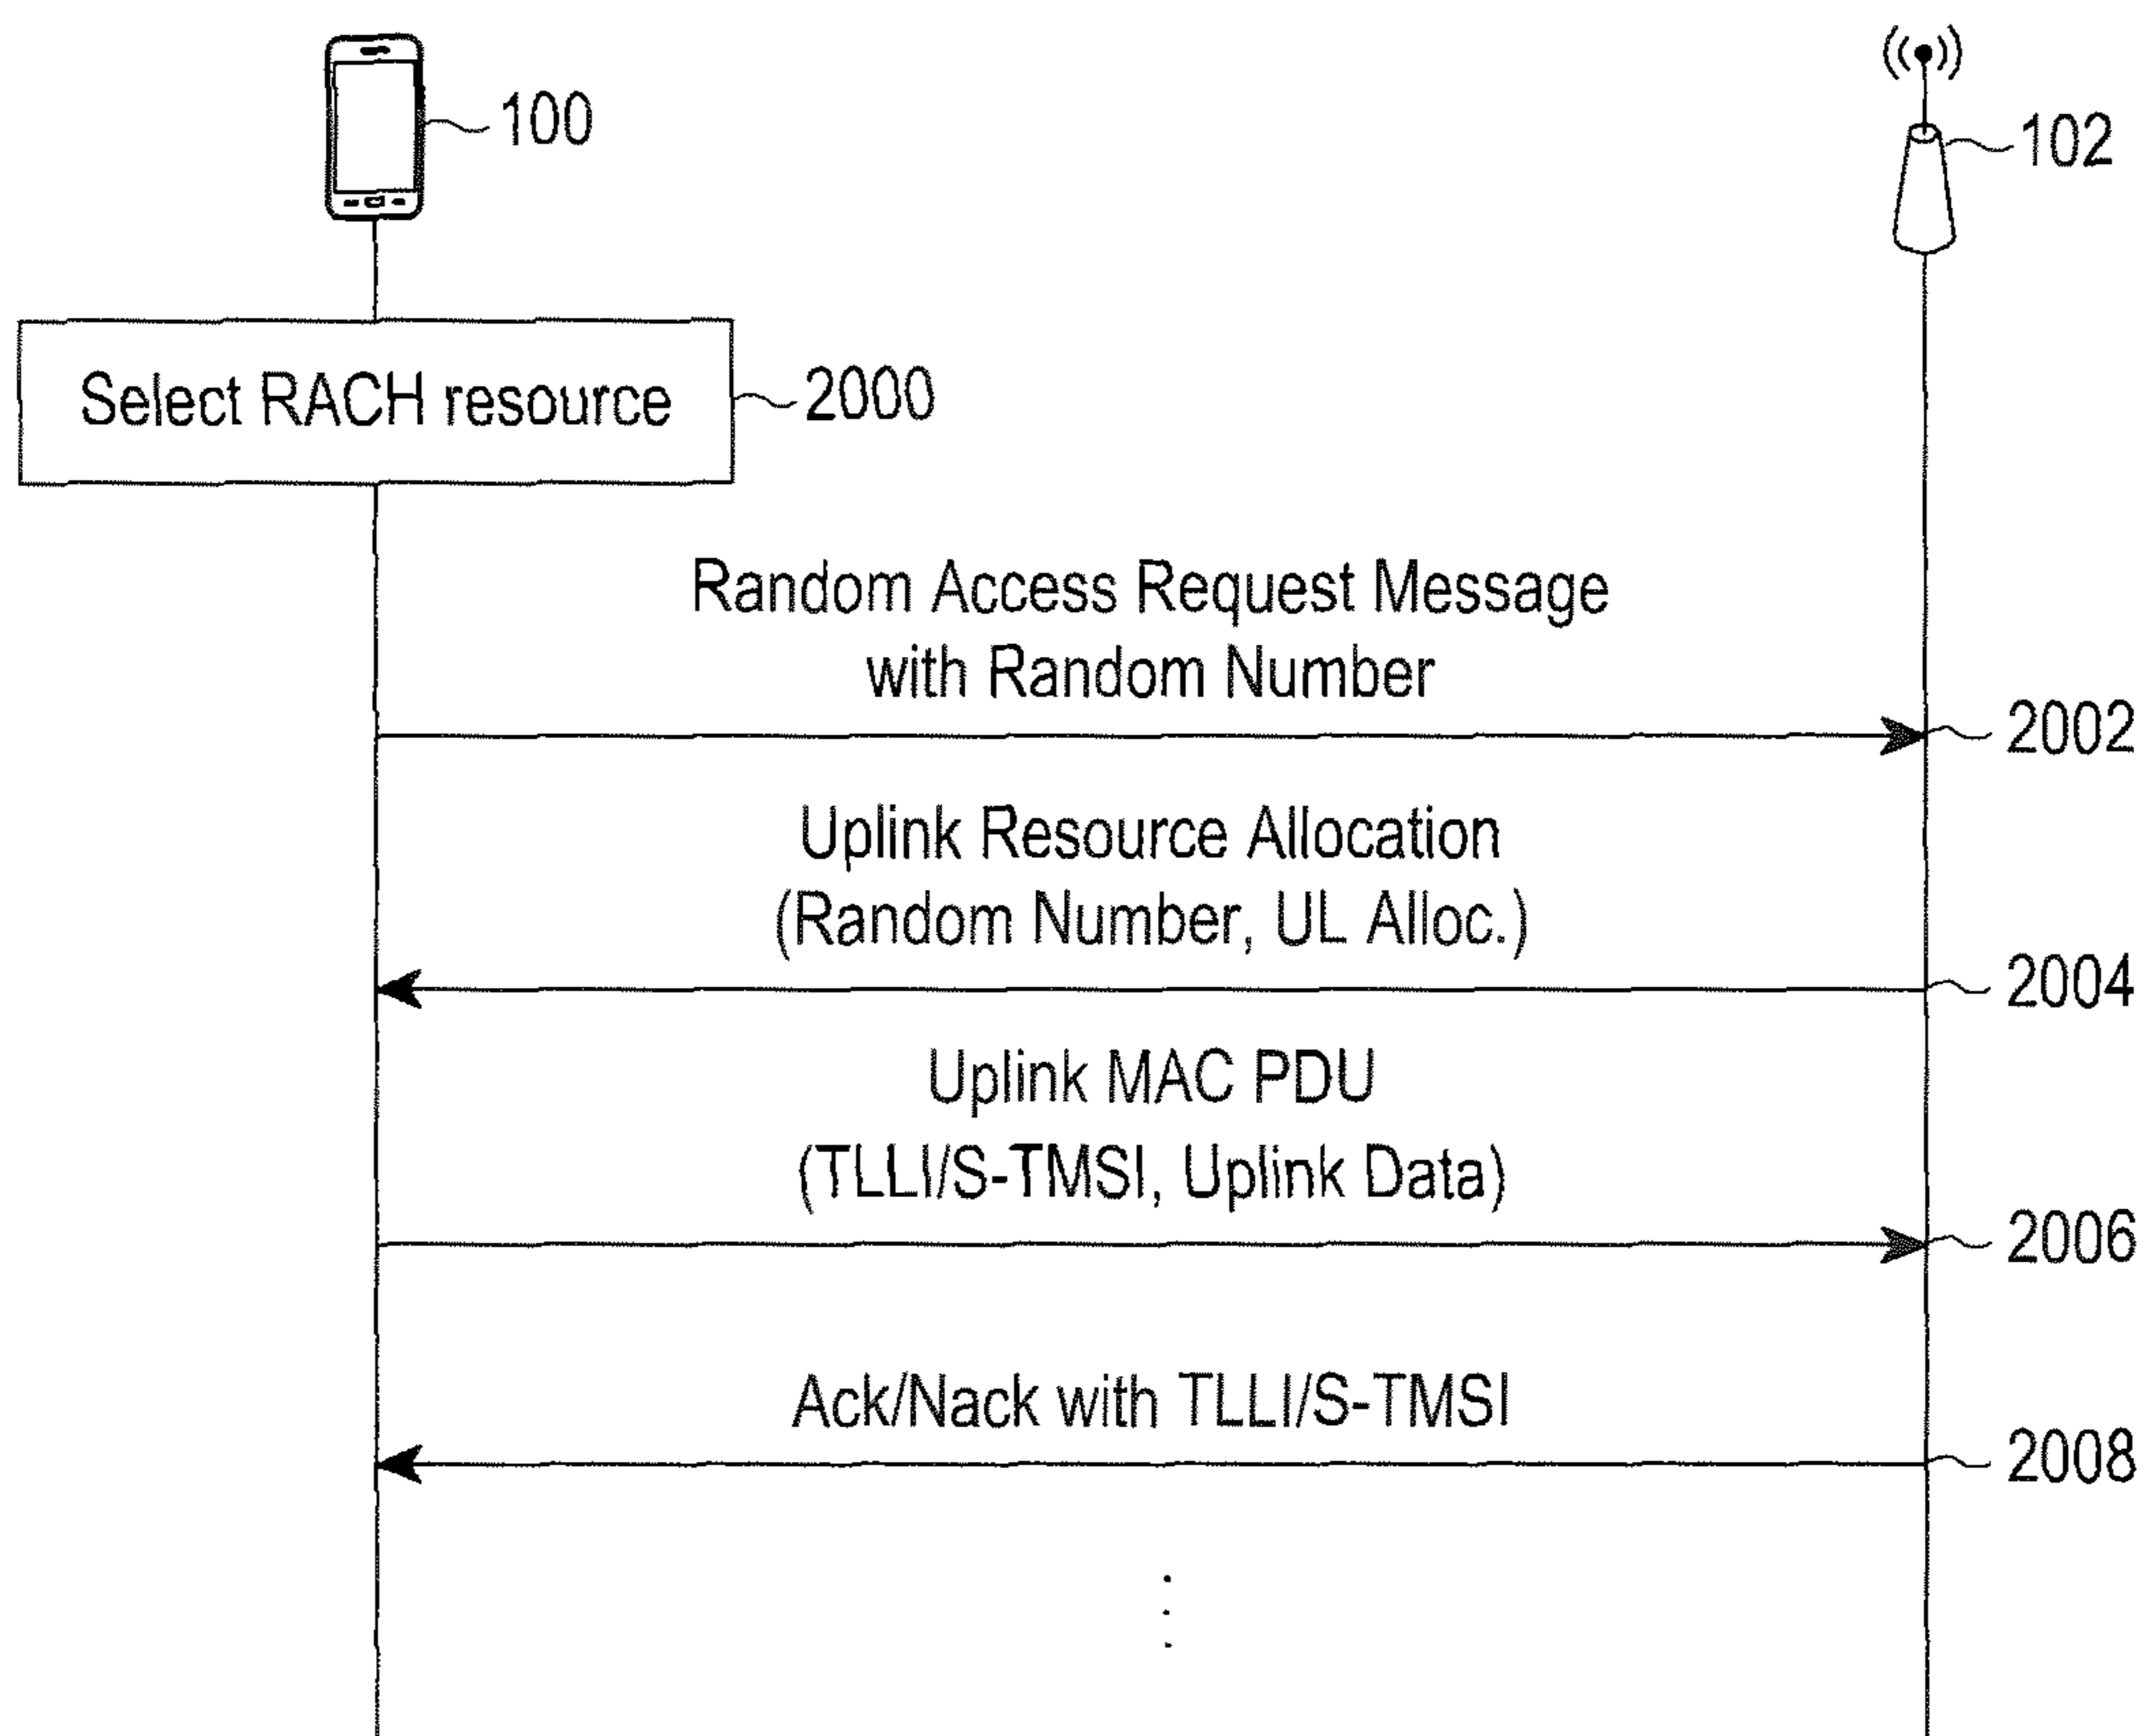 100
102
Select RACH resource
2000
Random Access Request Message
with Random Number
2002
Uplink Resource Allocation
(Random Number, UL Alloc.)
2004
Uplink MAC PDU
(TLLI/S-TMSI, Uplink Data)
2006
Ack/Nack with TLLI/S-TMSI
2008